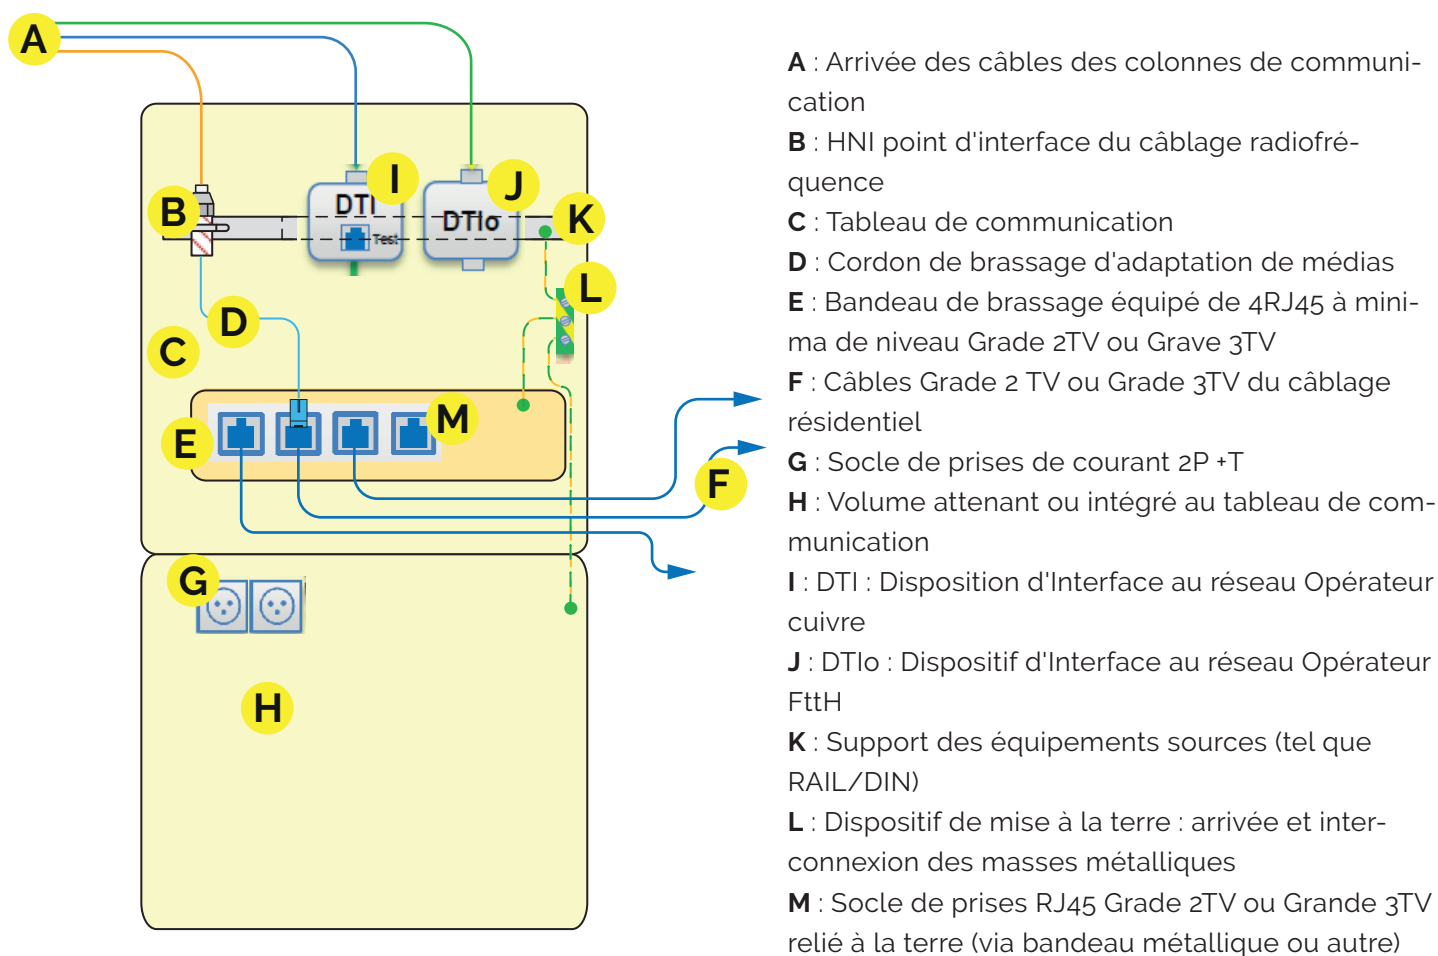 A
I
J
DTI
Test
DTIo
B
K
L
D
C
M
E
F
G
H
A : Arrivée des câbles des colonnes de communi-
cation
B : HNI point d'interface du câblage radiofré-
quence
C : Tableau de communication
D : Cordon de brassage d'adaptation de médias
E : Bandeau de brassage équipé de 4RJ45 à mini-
ma de niveau Grade 2TV ou Grave 3TV
F : Câbles Grade 2 TV ou Grade 3TV du câblage
résidentiel
G : Socle de prises de courant 2P +T
H : Volume attenant ou intégré au tableau de com-
munication
I : DTI : Disposition d'Interface au réseau Opérateur
cuivre
J : DTIo : Dispositif d'Interface au réseau Opérateur
FttH
K : Support des équipements sources (tel que
RAIL/DIN)
L : Dispositif de mise à la terre : arrivée et inter-
connexion des masses métalliques
M : Socle de prises RJ45 Grade 2TV ou Grande 3TV
relié à la terre (via bandeau métallique ou autre)